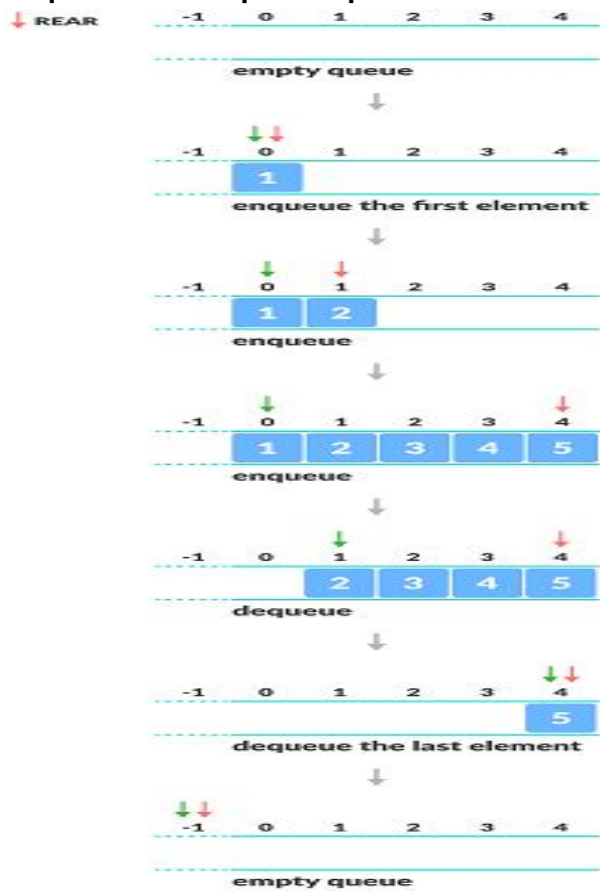 REAR
-1 0 1 2 3 4
empty queue
-1 0 1 2 3 4
1
enqueue the first element
-1 0 1 2 3 4
1 2
enqueue
-1 0 1 2 3 4
1 2 3 4 5
enqueue
-1 0 1 2 3 4
2 3 4 5
dequeue
-1 0 1 2 3 4
5
dequeue the last element
-1 0 1 2 3 4
empty queue